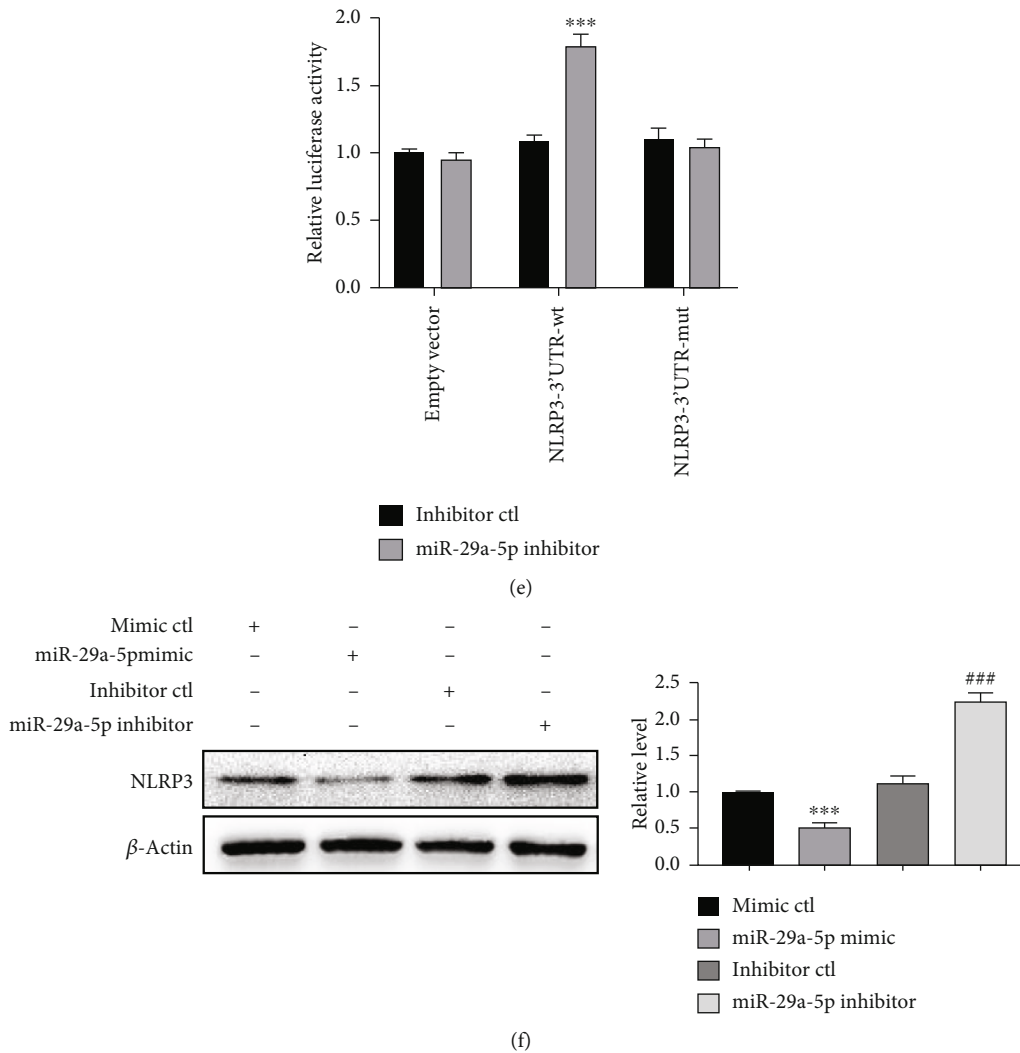 2.0
1.5
1.0
0.5
0.0
Relative luciferase activity
***
Empty vector
NLRP3-3'UTR-wt
NLRP3-3'UTR-mut
Inhibitor ctl
miR-29a-5p inhibitor
(e)
Mimic ctl + – – –
miR-29a-5pmimic – + – –
Inhibitor ctl – – + –
miR-29a-5p inhibitor – – – +
NLRP3
β-Actin
2.5
2.0
1.5
1.0
0.5
0.0
Relative level
***
###
Mimic ctl
miR-29a-5p mimic
Inhibitor ctl
miR-29a-5p inhibitor
(f)